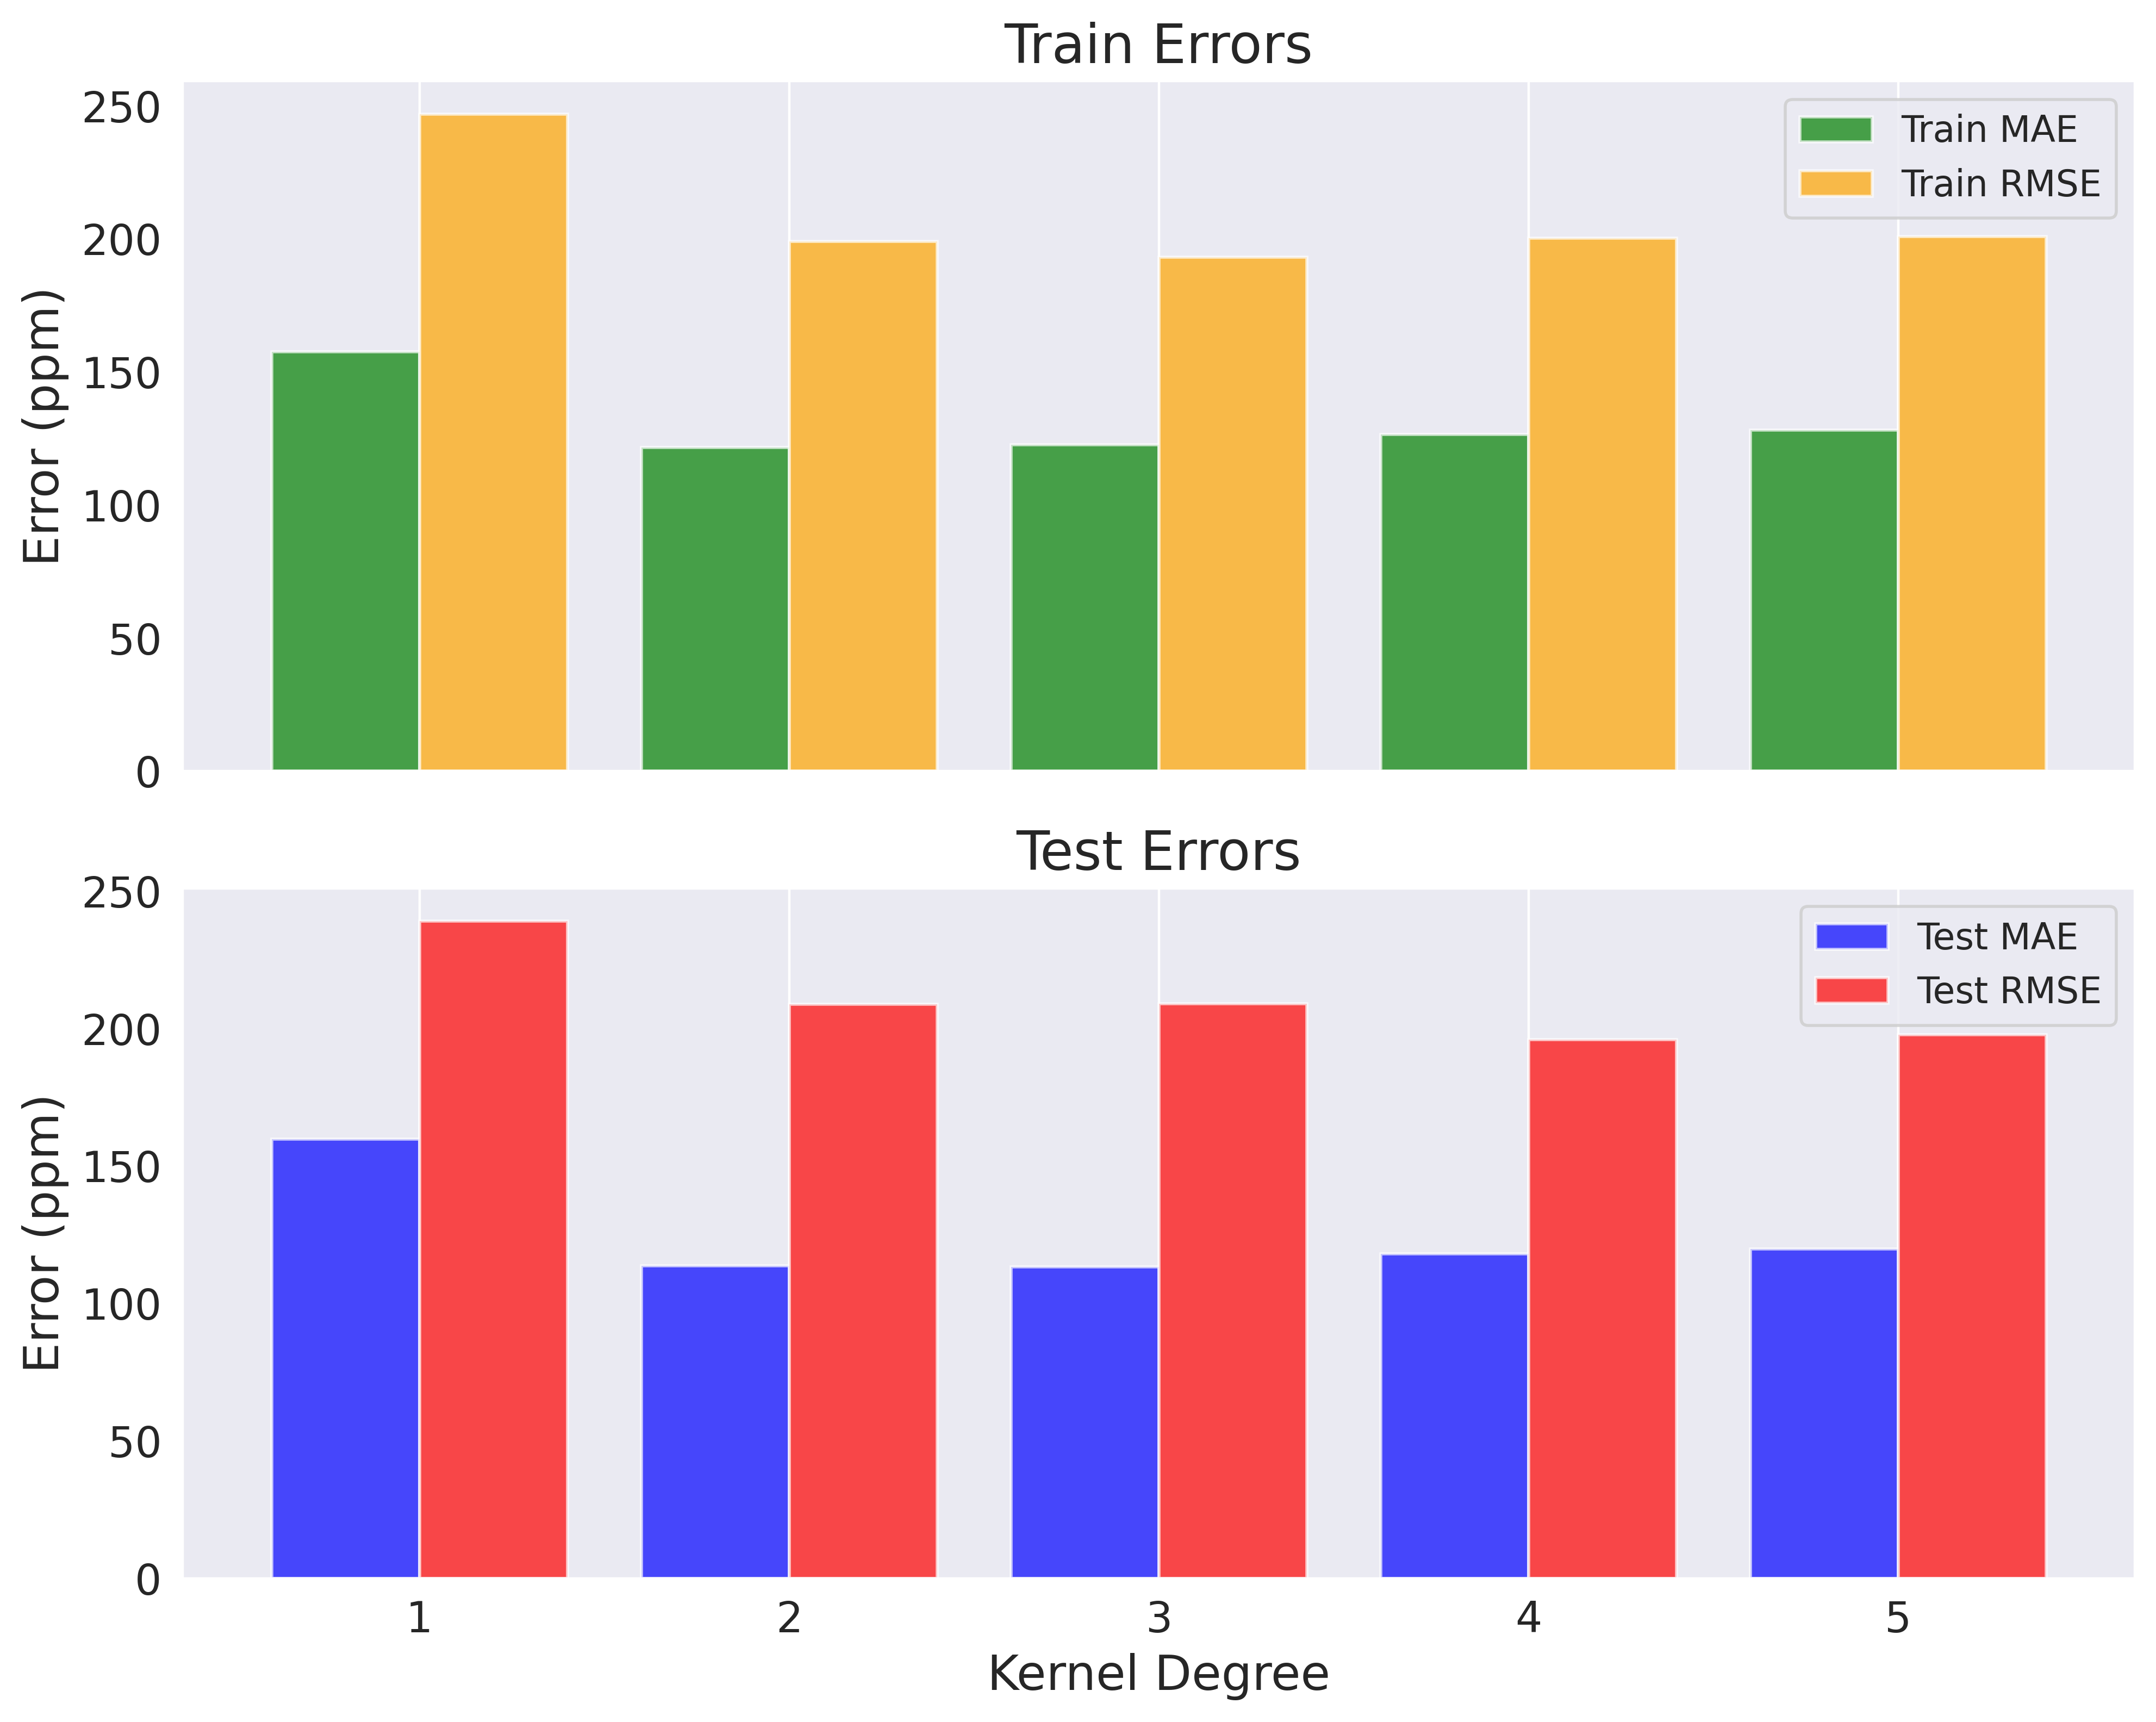 Train Errors
250
200
150
100
50
0
Error (ppm)
Train MAE
Train RMSE
Test Errors
250
200
150
100
50
0
Error (ppm)
Test MAE
Test RMSE
1 2 3 4 5
Kernel Degree